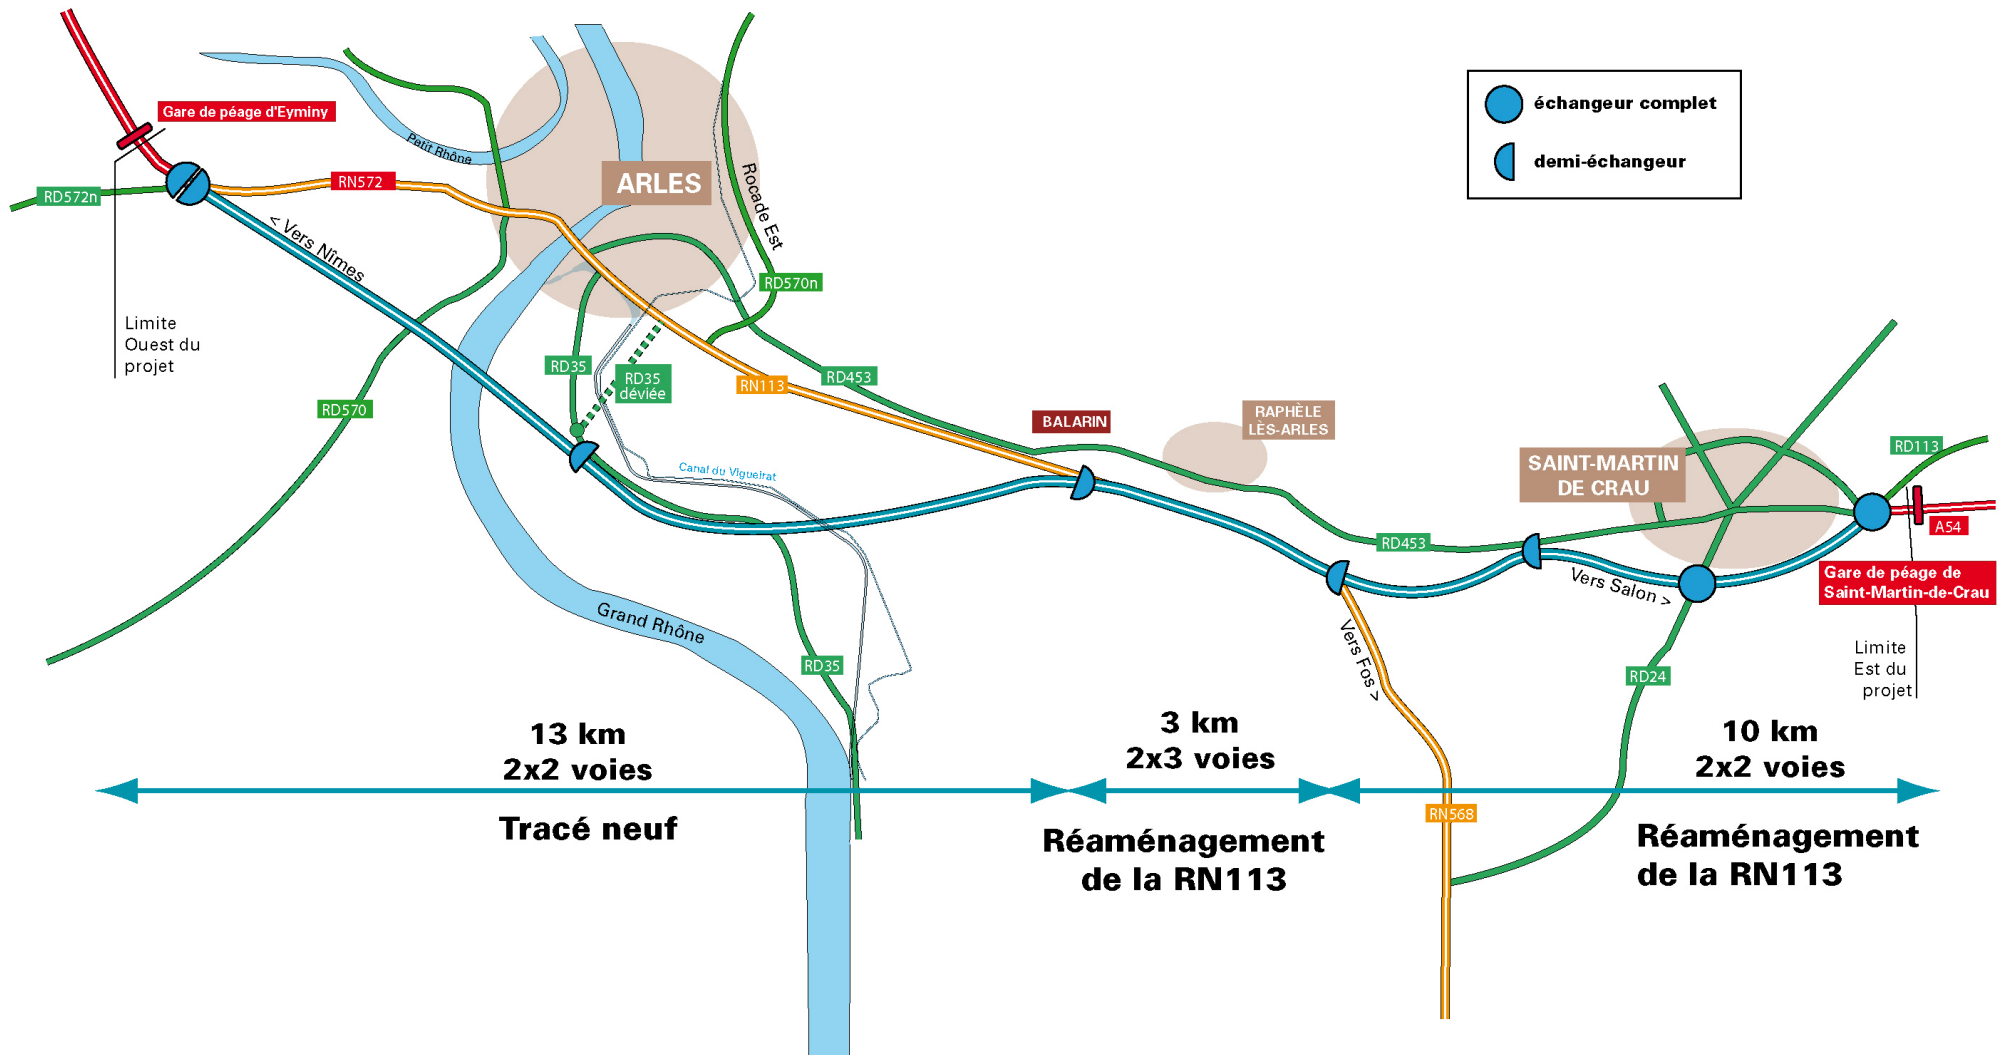 échangeur complet
demi-échangeur
Gare de péage d'Eyminy
Petit Rhône
ARLES
Rocade Est
RN572
RD572n
< Vers Nîmes
RD570n
Limite
Ouest du
projet
RD35
RD35
déviée
RN113
RD453
RD570
BALARIN
RAPHÈLE
LÈS-ARLES
Canal du Vigueirat
SAINT-MARTIN
DE CRAU
RD113
A54
RD453
Gare de péage de
Saint-Martin-de-Crau
Vers Salon >
Grand Rhône
Vers Fos >
RD35
RD24
Limite
Est du
projet
13 km
2x2 voies
3 km
2x3 voies
10 km
2x2 voies
RN568
Tracé neuf
Réaménagement
de la RN113
Réaménagement
de la RN113